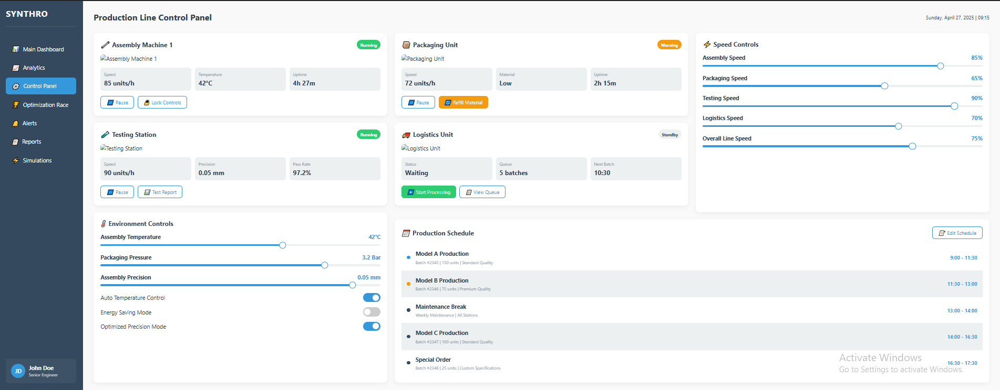 SYNTHRO
Main Dashboard
Analytics
Control Panel
Optimization Race
Alerts
Reports
Simulations
JD
John Doe
Senior Engineer
Production Line Control Panel
Sunday, April 27, 2025 | 09:15
Assembly Machine 1
Running
Assembly Machine 1
Speed
85 units/h
Temperature
42°C
Uptime
4h 27m
Pause
Lock Controls
Packaging Unit
Warning
Packaging Unit
Speed
72 units/h
Material
Low
Uptime
2h 15m
Pause
Refill Material
Speed Controls
Assembly Speed
85%
Packaging Speed
65%
Testing Speed
90%
Logistics Speed
70%
Overall Line Speed
75%
Testing Station
Running
Testing Station
Speed
90 units/h
Precision
0.05 mm
Pass Rate
97.2%
Pause
Test Report
Logistics Unit
Standby
Logistics Unit
Status
Waiting
Queue
5 batches
Next Batch
10:30
Start Processing
View Queue
Environment Controls
Assembly Temperature
42°C
Packaging Pressure
3.2 Bar
Assembly Precision
0.05 mm
Auto Temperature Control
Energy Saving Mode
Optimized Precision Mode
Production Schedule
Edit Schedule
Model A Production
Batch #2345 | 150 units | Standard Quality
9:00 - 11:30
Model B Production
Batch #2346 | 75 units | Premium Quality
11:30 - 13:00
Maintenance Break
Weekly Maintenance | All Stations
13:00 - 14:00
Model C Production
Batch #2347 | 100 units | Standard Quality
14:00 - 16:30
Special Order
Batch #2348 | 25 units | Custom Specifications
16:30 - 17:30
Activate Windows
Go to Settings to activate Windows.